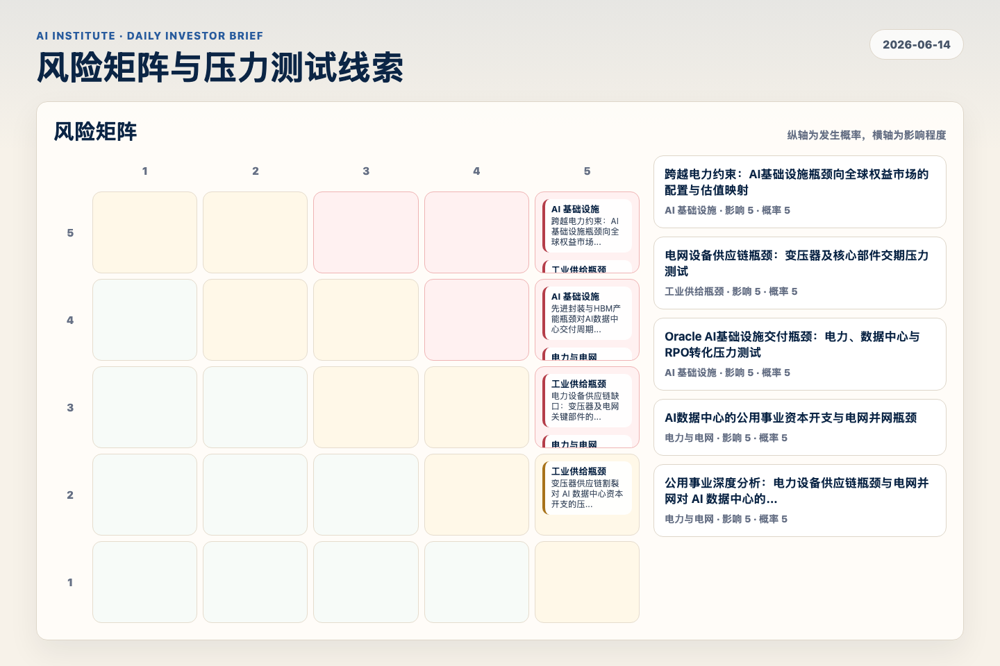 AI INSTITUTE · DAILY INVESTOR BRIEF
风险矩阵与压力测试线索
2026-06-14
风险矩阵
纵轴为发生概率，横轴为影响程度
1
2
3
4
5
5
AI 基础设施
跨越电力约束：AI
基础设施瓶颈向全
球权益市场...
工业供给瓶颈
4
AI 基础设施
先进封装与HBM产
能瓶颈对AI数据中
心交付周期...
电力与电网
3
工业供给瓶颈
电力设备供应链缺
口：变压器及电网
关键部件的...
电力与电网
2
工业供给瓶颈
变压器供应链割裂
对 AI 数据中心资本
开支的压...
1
跨越电力约束：AI基础设施瓶颈向全球权益市场的
配置与估值映射
AI 基础设施 · 影响 5 · 概率 5
电网设备供应链瓶颈：变压器及核心部件交期压力
测试
工业供给瓶颈 · 影响 5 · 概率 5
Oracle AI基础设施交付瓶颈：电力、数据中心与
RPO转化压力测试
AI 基础设施 · 影响 5 · 概率 5
AI数据中心的公用事业资本开支与电网并网瓶颈
电力与电网 · 影响 5 · 概率 5
公用事业深度分析：电力设备供应链瓶颈与电网并
网对 AI 数据中心的...
电力与电网 · 影响 5 · 概率 5